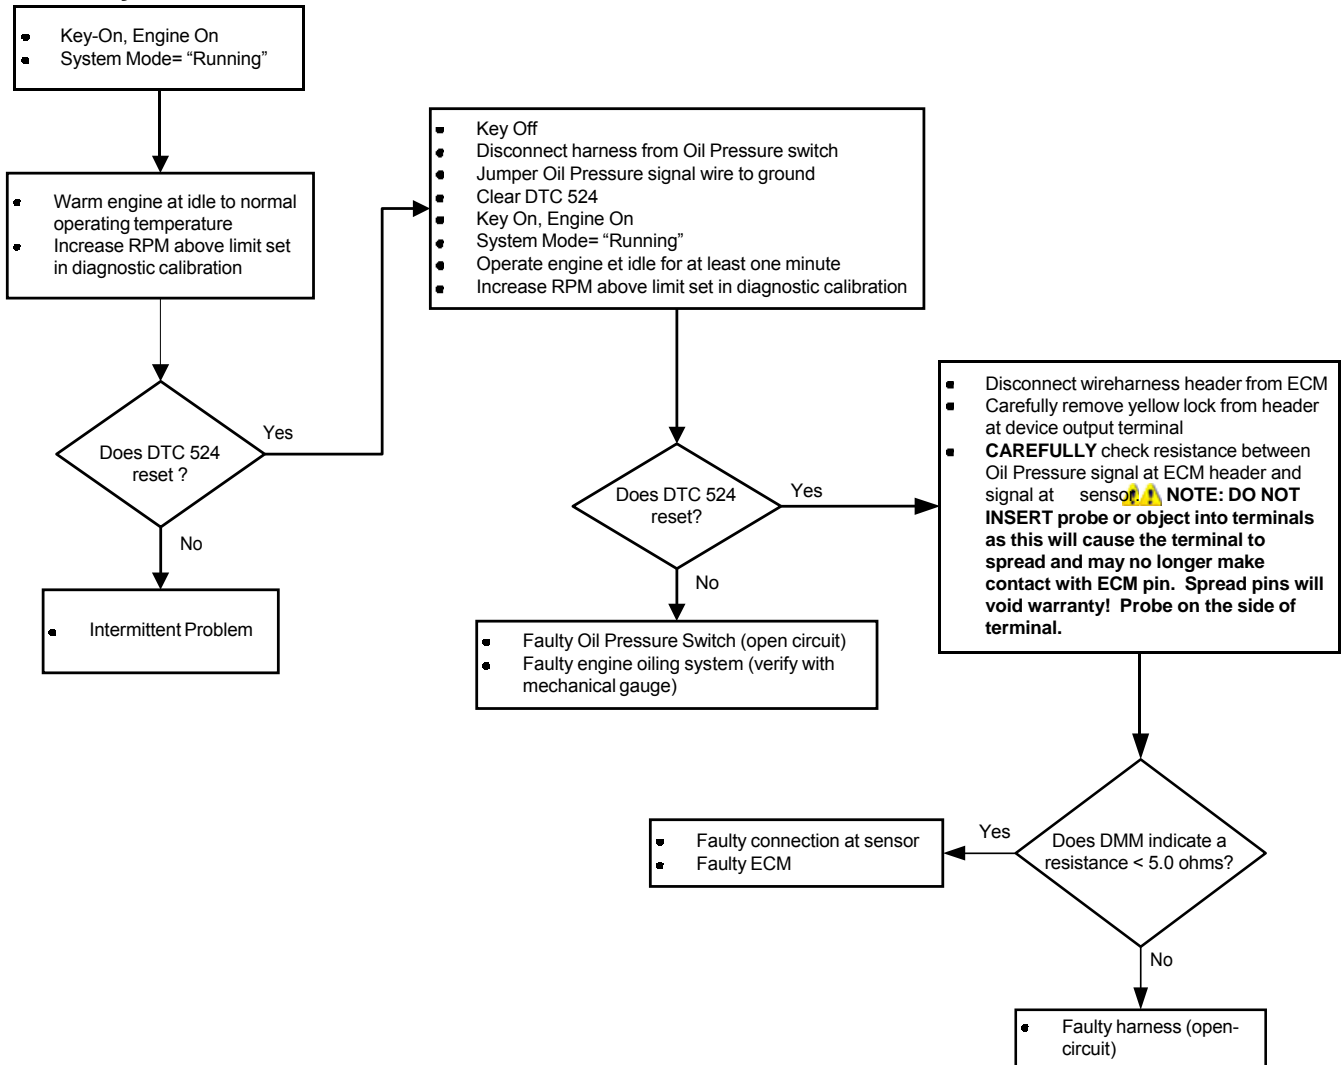 Key-On, Engine On
System Mode= “Running”
Warm engine at idle to normal
operating temperature
Increase RPM above limit set
in diagnostic calibration
Does DTC 524
reset ?
Yes
No
Intermittent Problem
Key Off
Disconnect harness from Oil Pressure switch
Jumper Oil Pressure signal wire to ground
Clear DTC 524
Key On, Engine On
System Mode= “Running”
Operate engine et idle for at least one minute
Increase RPM above limit set in diagnostic calibration
Does DTC 524
reset?
Yes
No
Faulty Oil Pressure Switch (open circuit)
Faulty engine oiling system (verify with
mechanical gauge)
Disconnect wireharness header from ECM
Carefully remove yellow lock from header
at device output terminal
CAREFULLY check resistance between
Oil Pressure signal at ECM header and
signal at sensor. NOTE: DO NOT
INSERT probe or object into terminals
as this will cause the terminal to
spread and may no longer make
contact with ECM pin. Spread pins will
void warranty! Probe on the side of
terminal.
Does DMM indicate a
resistance < 5.0 ohms?
Yes
No
Faulty connection at sensor
Faulty ECM
Faulty harness (open-
circuit)